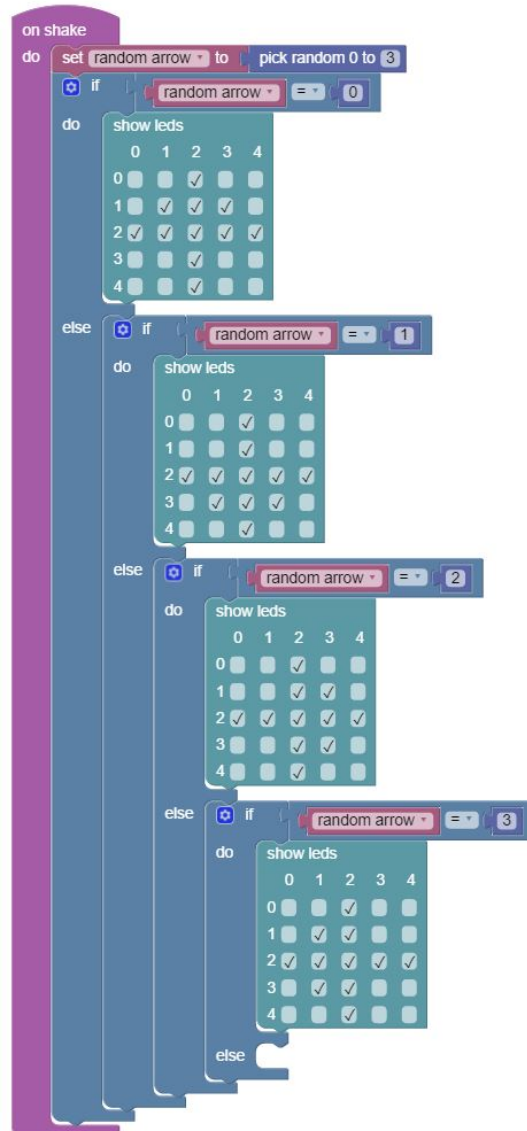 on shake
do set random arrow to pick random 0 to 3
if random arrow = 0
do show leds
0 1 2 3 4
0
1
2
3
4
else if random arrow = 1
do show leds
0 1 2 3 4
0
1
2
3
4
else if random arrow = 2
do show leds
0 1 2 3 4
0
1
2
3
4
else if random arrow = 3
do show leds
0 1 2 3 4
0
1
2
3
4
else